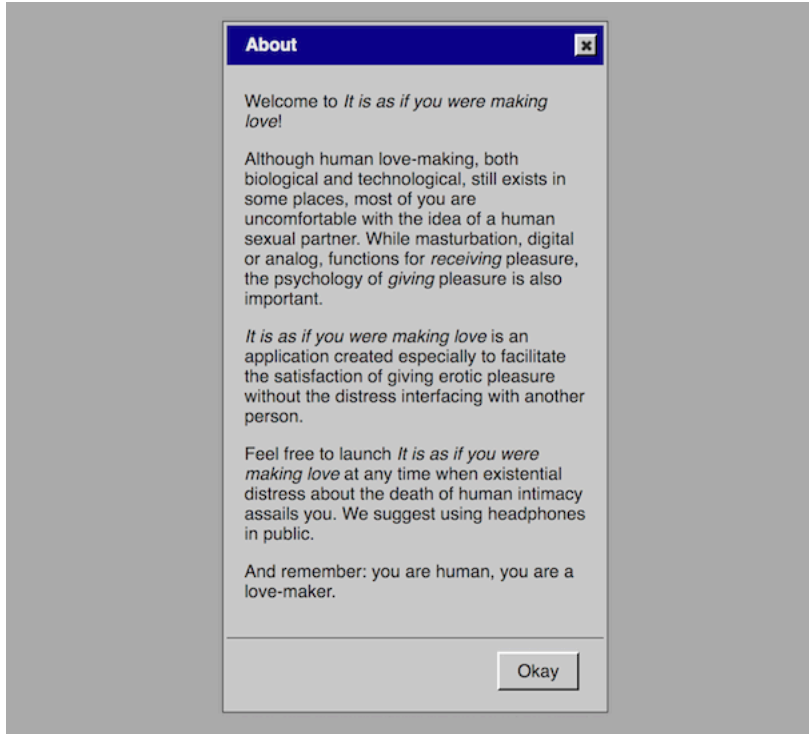 About
Welcome to It is as if you were making
love!
Although human love-making, both
biological and technological, still exists in
some places, most of you are
uncomfortable with the idea of a human
sexual partner. While masturbation, digital
or analog, functions for receiving pleasure,
the psychology of giving pleasure is also
important.
It is as if you were making love is an
application created especially to facilitate
the satisfaction of giving erotic pleasure
without the distress interfacing with another
person.
Feel free to launch It is as if you were
making love at any time when existential
distress about the death of human intimacy
assails you. We suggest using headphones
in public.
And remember: you are human, you are a
love-maker.
Okay